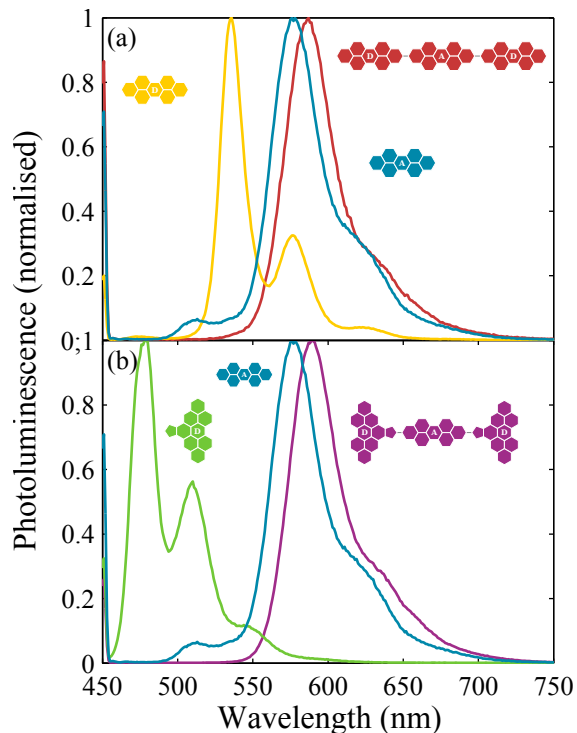 Photoluminescence (normalised)
1
(a)
D
D
A
D
A
0.8
0.6
0.4
0.2
0;1
(b)
A
D
D
A
D
0.8
0.6
0.4
0.2
0
450 500 550 600 650 700 750
Wavelength (nm)